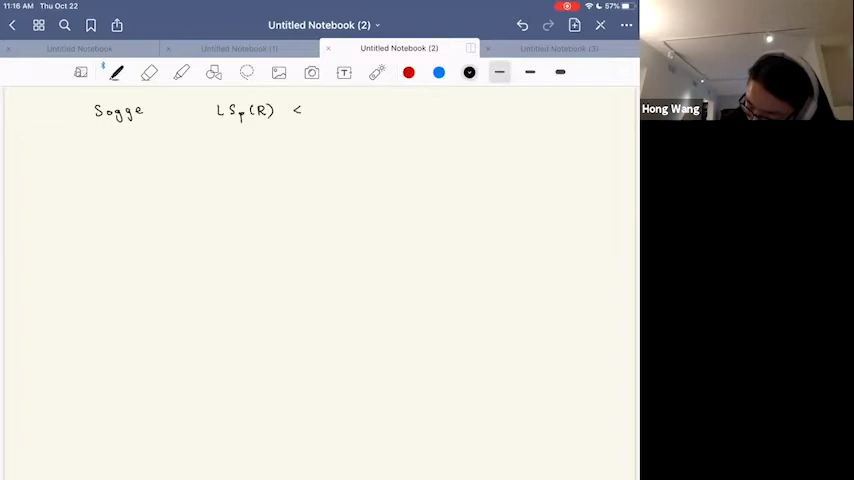 11:16 AM Thu Oct 22
57%
Untitled Notebook (2)
Untitled Notebook
Untitled Notebook (1)
Untitled Notebook (2)
Untitled Notebook (3)
Sogge LSp(R) <
Hong Wang